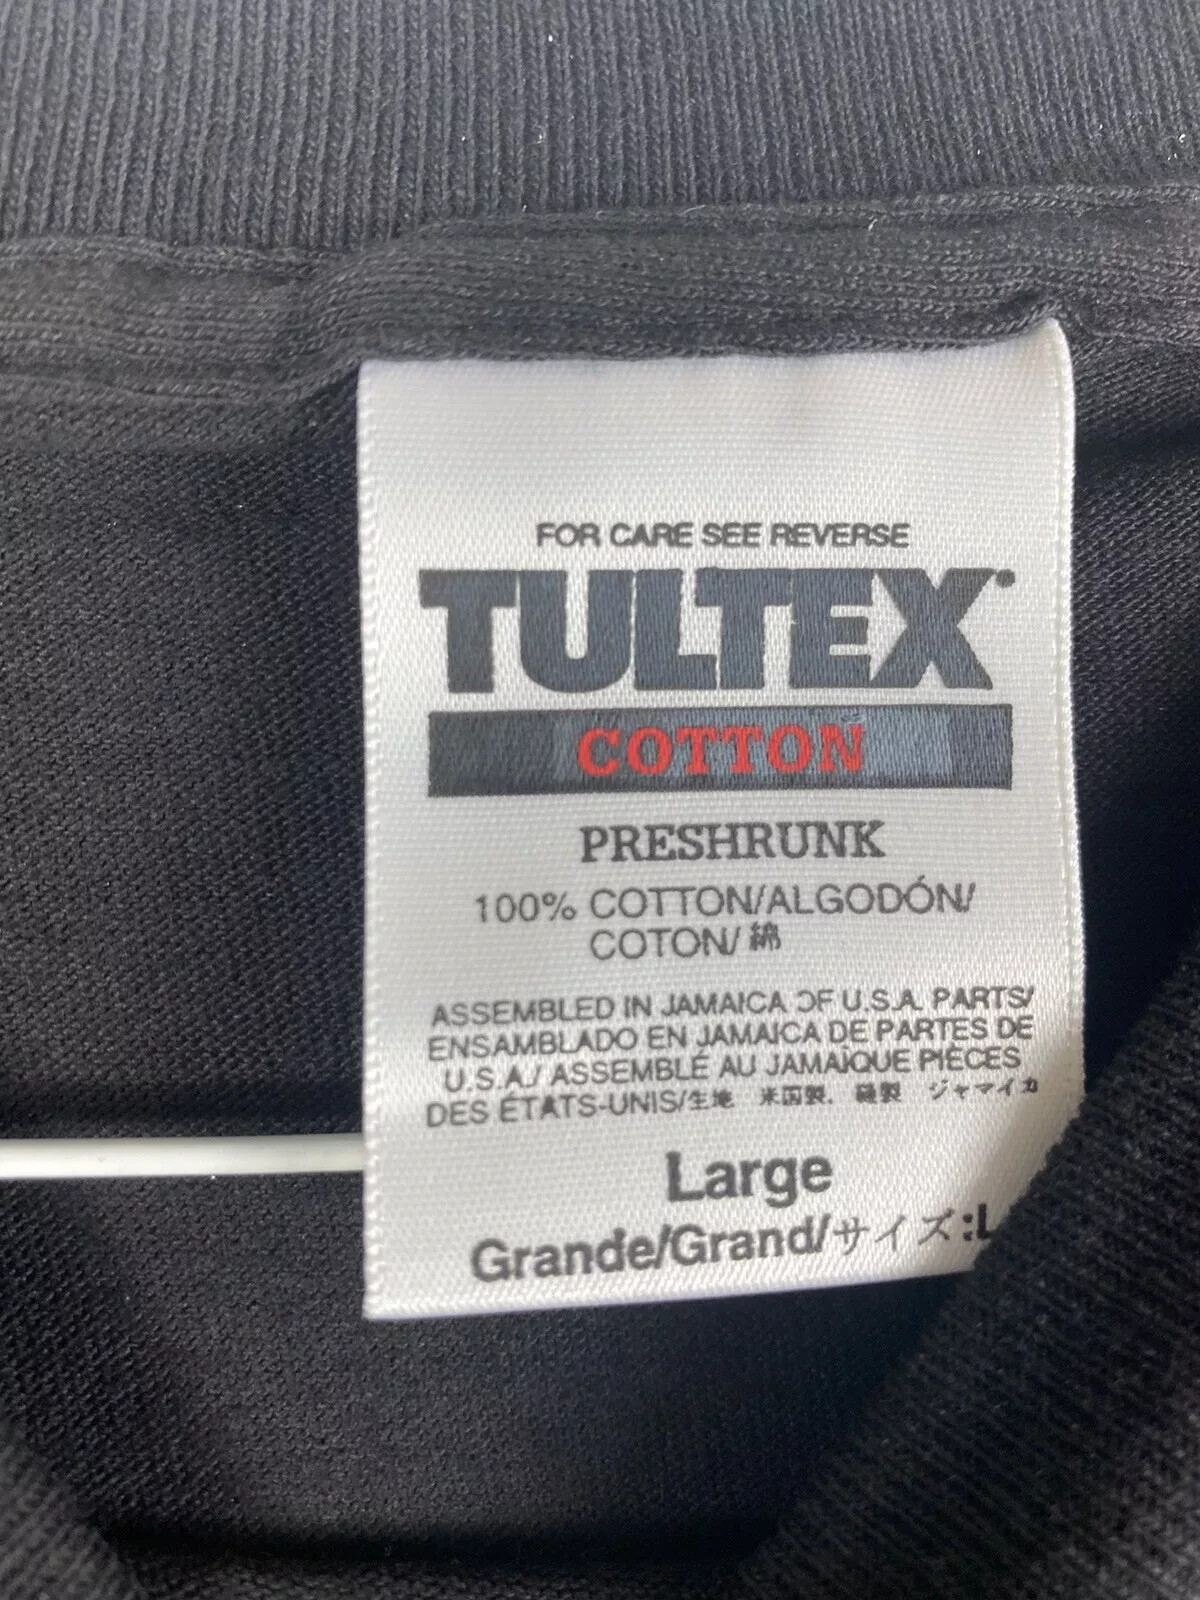 FOR CARE SEE REVERSE
TULTEX
COTTON
PRESHRUNK
100% COTTON/ALGODÓN/
COTON/綿
ASSEMBLED IN JAMAICA OF U.S.A. PARTS/
ENSAMBLADO EN JAMAICA DE PARTES DE
U.S.A./ ASSEMBLÉ AU JAMAÏQUE PIÈCES
DES ÉTATS-UNIS/生地 米国製. 縫製 ジャマイカ
Large
Grande/Grand/サイズ:L